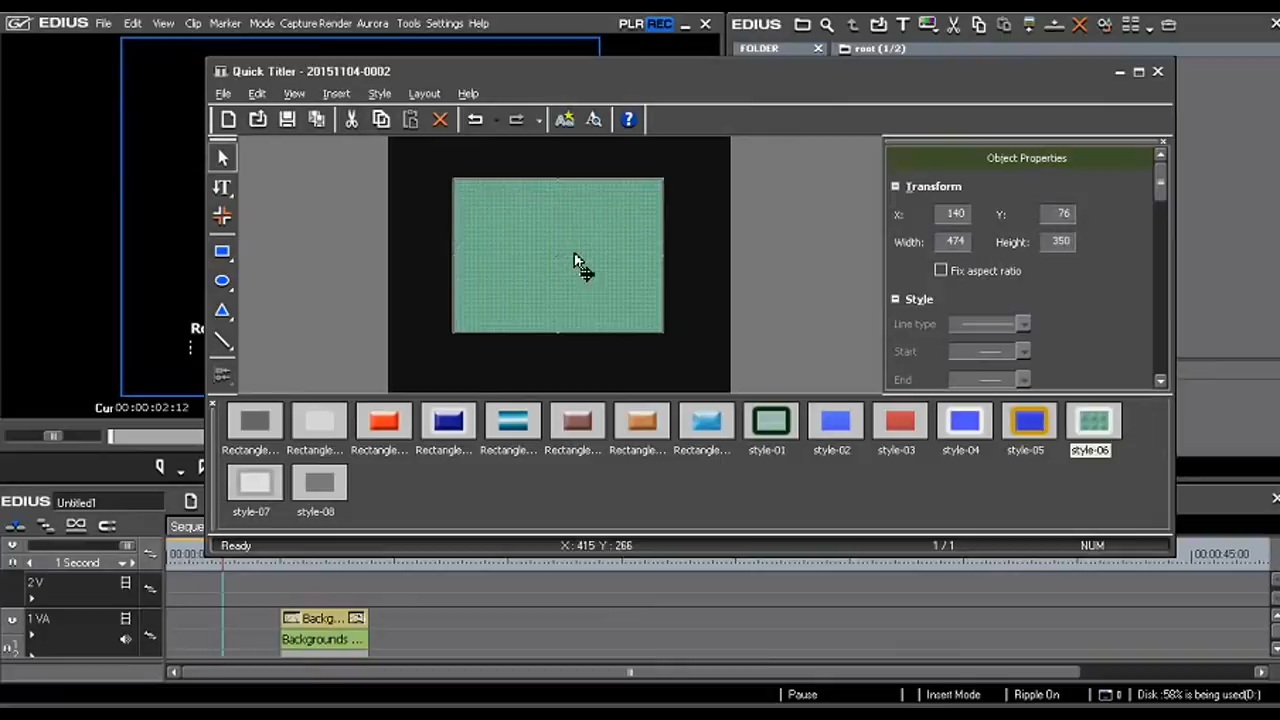 EDIUS File Edit View Clip Marker Mode Capture Render Aurora Tools Settings Help PLR REC
EDIUS
FOLDER root (1/2)
Quick Titler - 20151104-0002
File Edit View Insert Style Layout Help
Object Properties
Transform
X: 140 Y: 76
Width: 474 Height: 350
Fix aspect ratio
Style
Line type
Start
End
Cur 00:00:02:12
Rectangle... Rectangle... Rectangle... Rectangle... Rectangle... Rectangle... Rectangle... Rectangle... style-01 style-02 style-03 style-04 style-05 style-06
style-07 style-08
Ready X: 415 Y: 266 1 / 1 NUM
EDIUS Untitled1
Seque
1 Second 00:00:0 00:00:45:00
2 V
1 VA Backg...
Backgrounds ...
Pause Insert Mode Ripple On 0 Disk :58% is being used(D:)